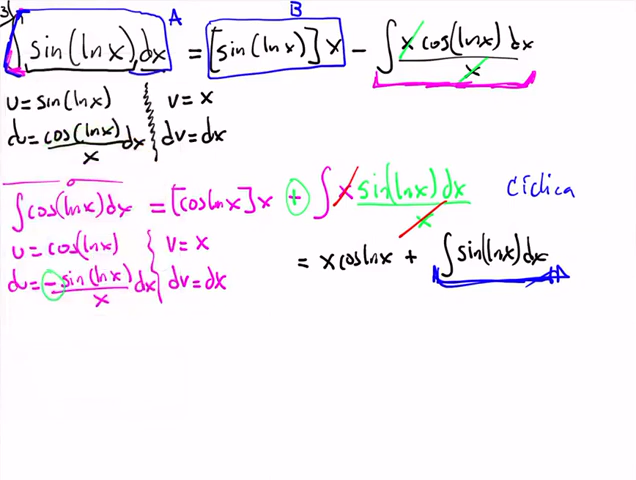 3) A B
∫ sin(ln x) dx = [sin(ln x)] x − ∫ x cos(ln x) dx / x
u = sin(ln x) v = x
du = cos(ln x)/x dx dv = dx
∫cos(ln x) dx = [cos ln x] x + ∫ x sin(ln x) dx / x cíclica
u = cos(ln x) v = x
= x cos ln x + ∫ sin(ln x) dx
du = −sin(ln x)/x dx dv = dx